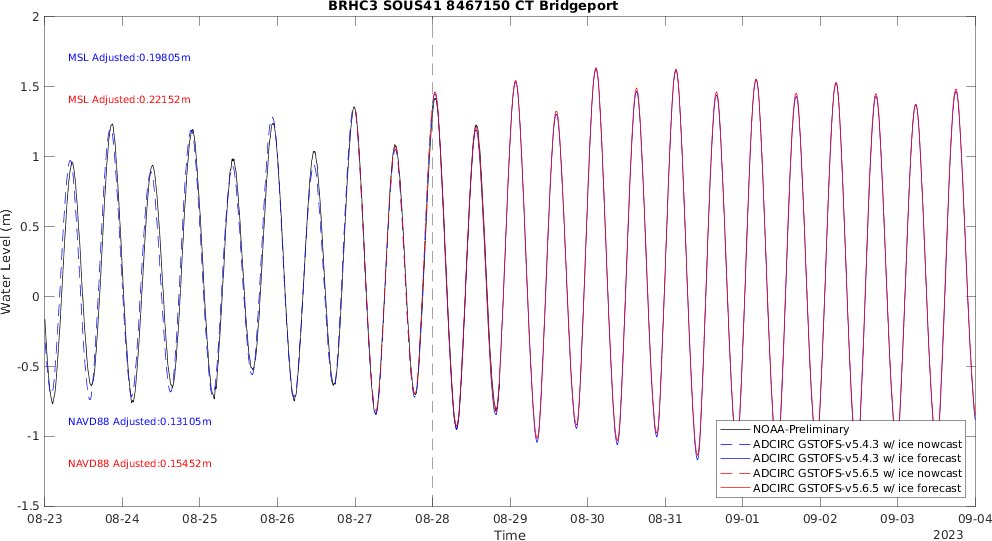 BRHC3 SOUS41 8467150 CT Bridgeport
2
1.5
1
0.5
0
-0.5
-1
-1.5
Water Level (m)
MSL Adjusted:0.19805m
MSL Adjusted:0.22152m
NAVD88 Adjusted:0.13105m
NAVD88 Adjusted:0.15452m
NOAA-Preliminary
ADCIRC GSTOFS-v5.4.3 w/ ice nowcast
ADCIRC GSTOFS-v5.4.3 w/ ice forecast
ADCIRC GSTOFS-v5.6.5 w/ ice nowcast
ADCIRC GSTOFS-v5.6.5 w/ ice forecast
08-23 08-24 08-25 08-26 08-27 08-28 08-29 08-30 08-31 09-01 09-02 09-03 09-04
Time
2023